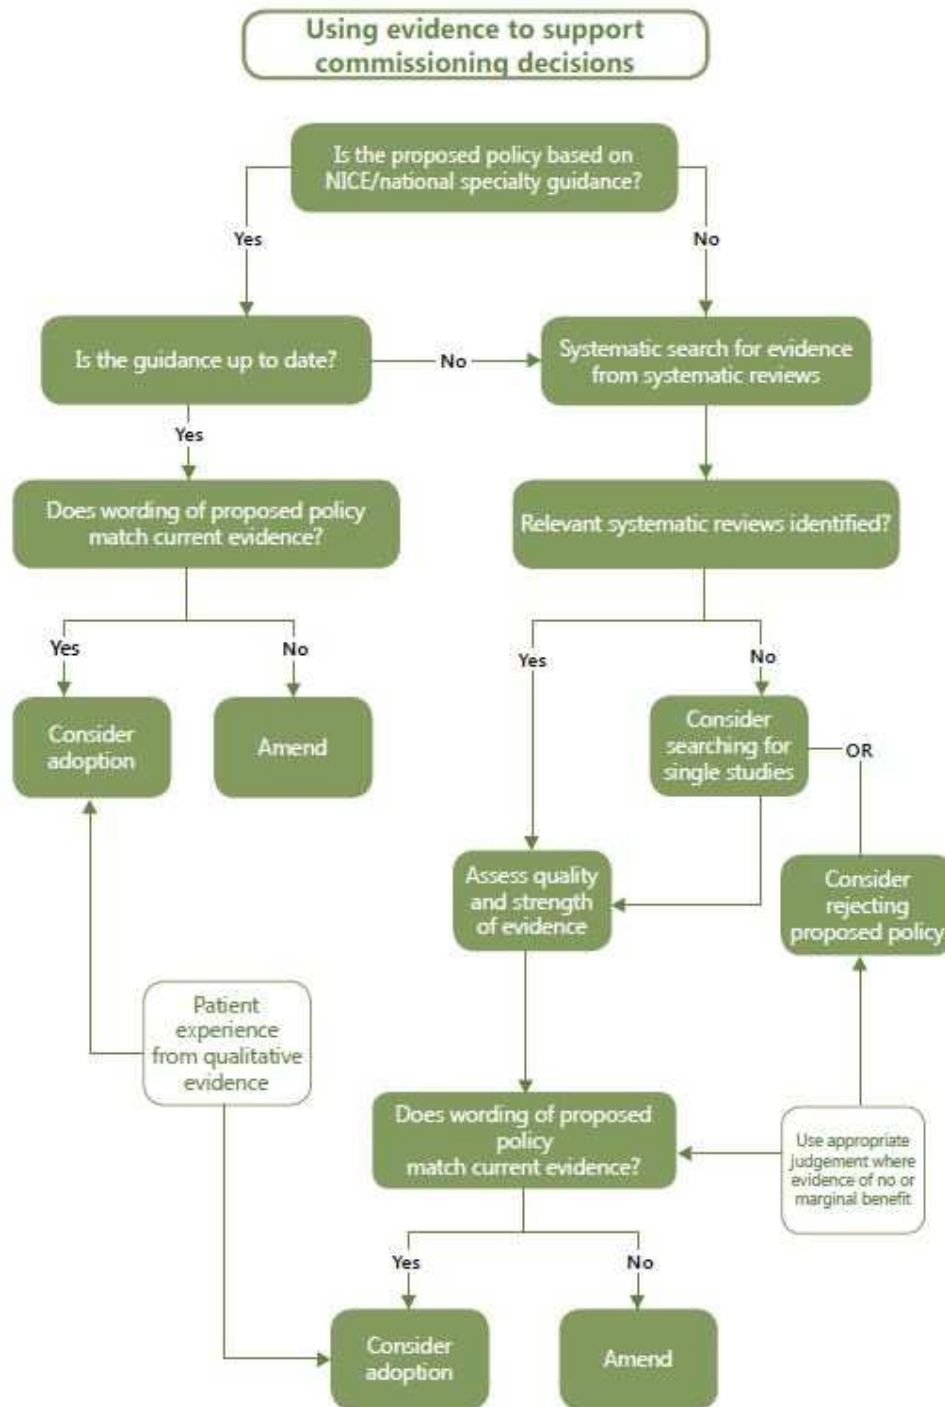 Using evidence to support
commissioning decisions
Is the proposed policy based on
NICE/national specialty guidance?
Yes
No
Is the guidance up to date?
No
Systematic search for evidence
from systematic reviews
Yes
Does wording of proposed policy
match current evidence?
Relevant systematic reviews identified?
Yes
No
Yes
No
Consider
adoption
Amend
Consider
searching for
single studies
OR
Assess quality
and strength
of evidence
Consider
rejecting
proposed policy
Patient
experience
from qualitative
evidence
Does wording of proposed
policy
match current evidence?
Use appropriate
judgement where
evidence of no or
marginal benefit
Yes
No
Consider
adoption
Amend